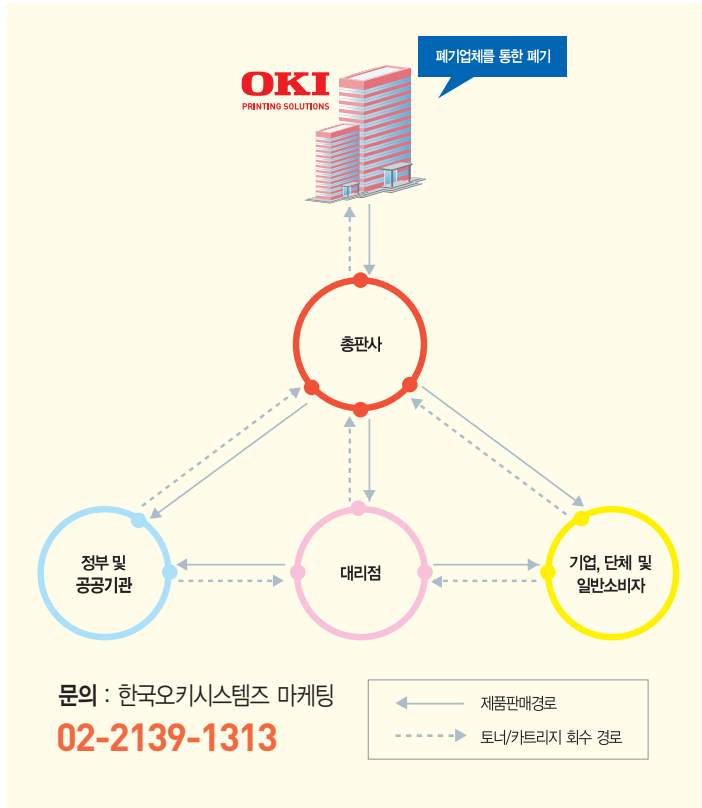 폐기업체를 통한 폐기
OKI
PRINTING SOLUTIONS
총판사
정부 및
공공기관
대리점
기업, 단체 및
일반소비자
문의 : 한국오키시스템즈 마케팅
02-2139-1313
제품판매경로
토너/카트리지 회수 경로